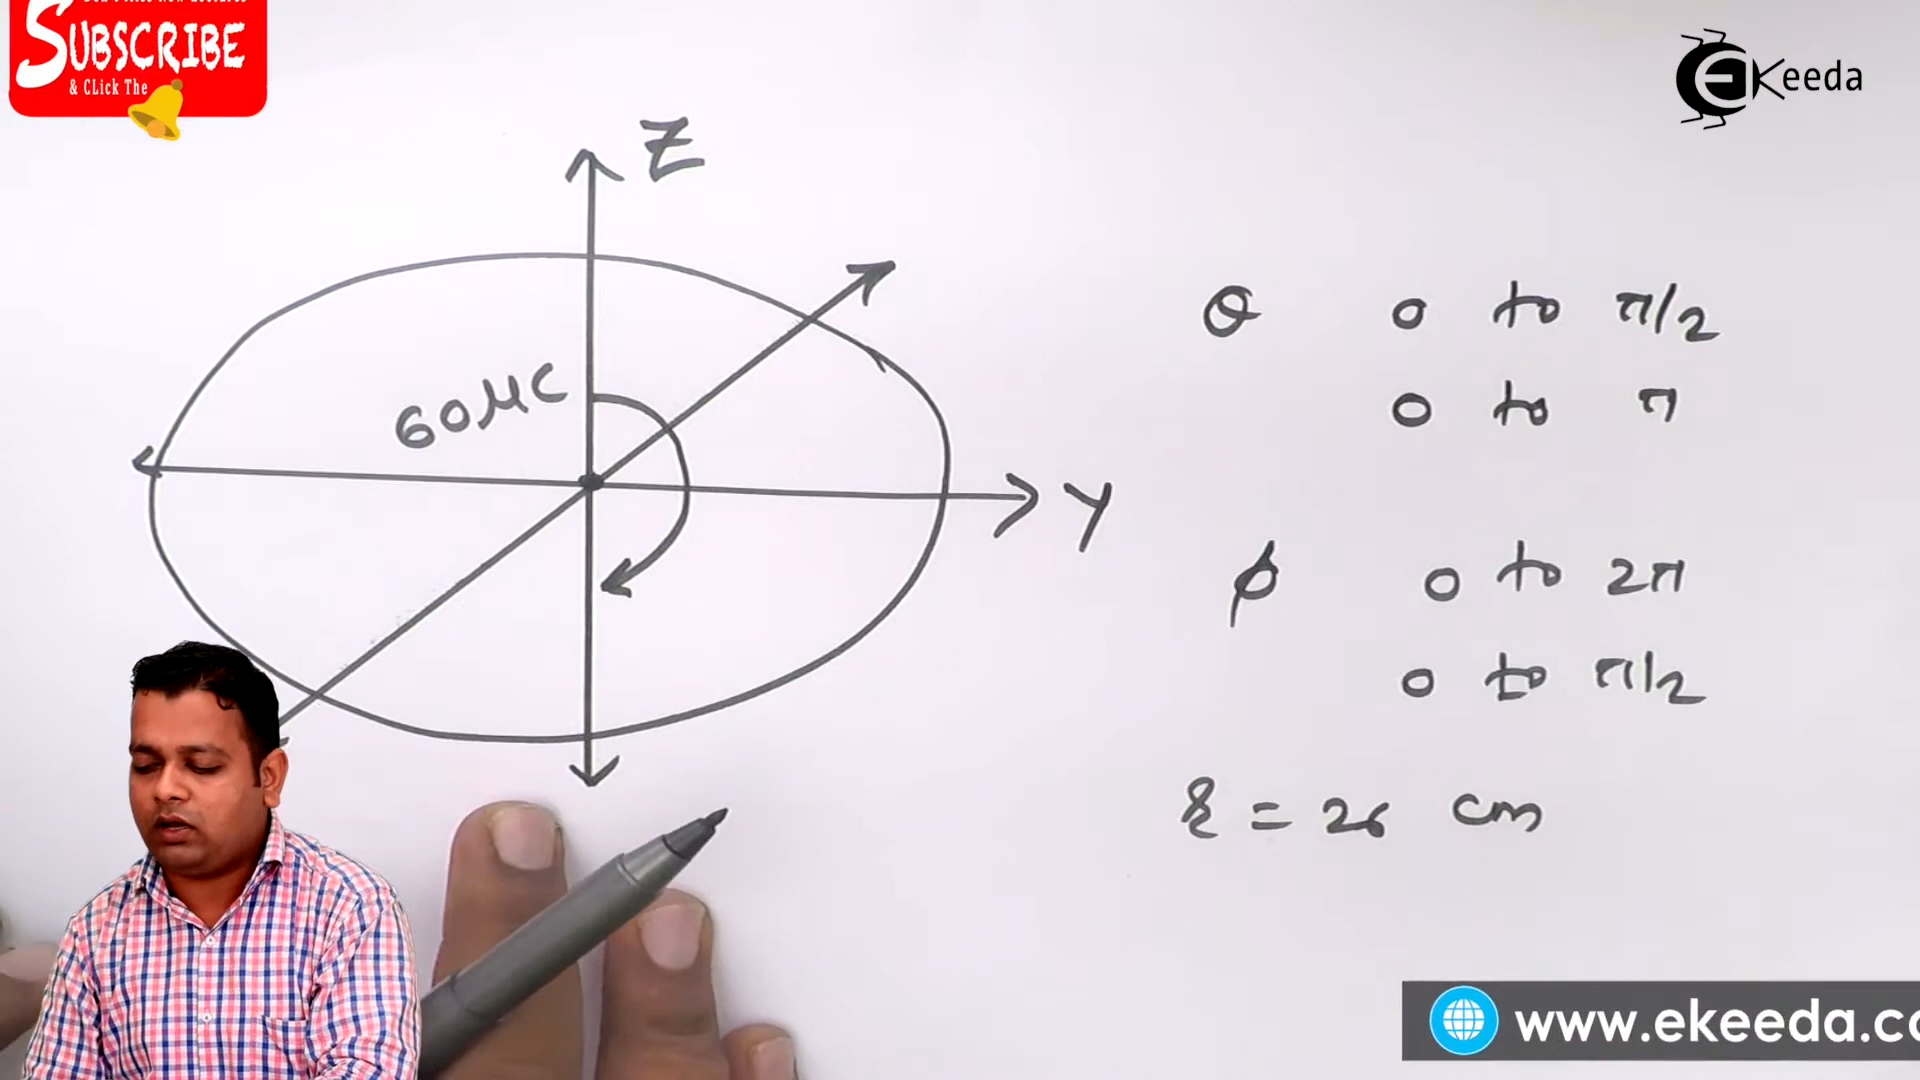 SUBSCRIBE
& CLick The
eKeeda
Z
60μC
Y
θ 0 to π/2
0 to π
ϕ 0 to 2π
0 to π/2
r = 26 cm
www.ekeeda.co